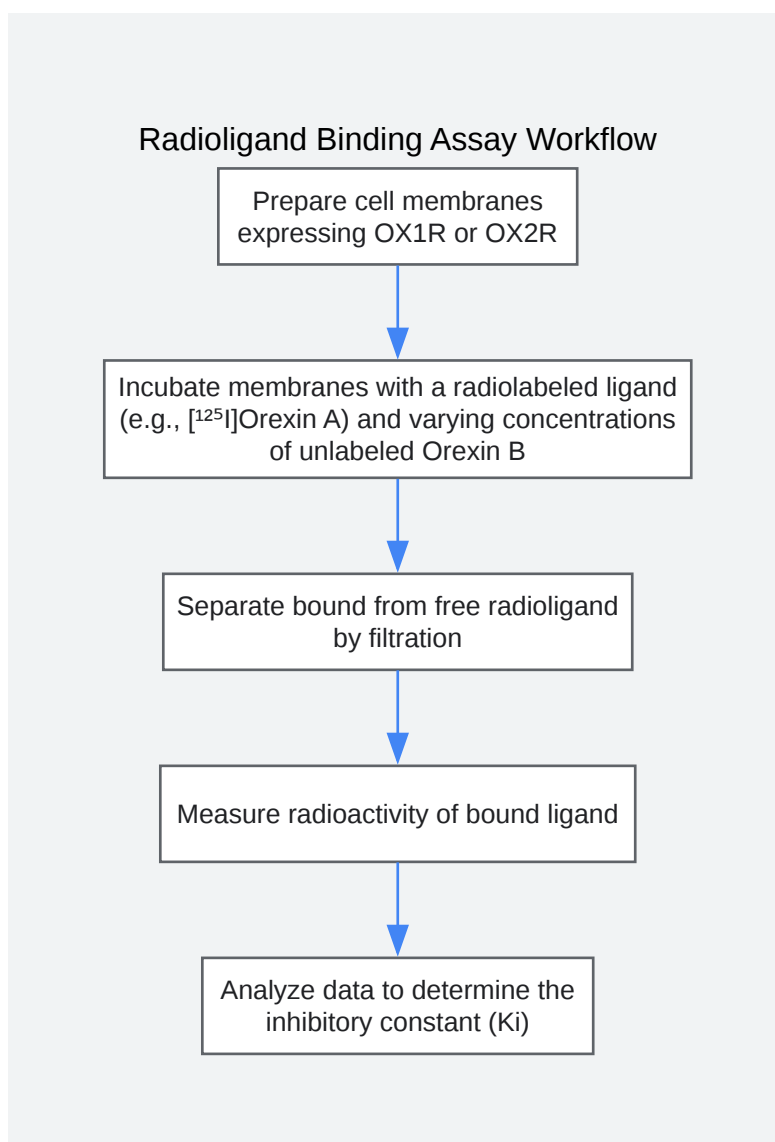 Radioligand Binding Assay Workflow
Prepare cell membranes
expressing OX1R or OX2R
Incubate membranes with a radiolabeled ligand
(e.g., [¹²⁵I]Orexin A) and varying concentrations
of unlabeled Orexin B
Separate bound from free radioligand
by filtration
Measure radioactivity of bound ligand
Analyze data to determine the
inhibitory constant (Ki)